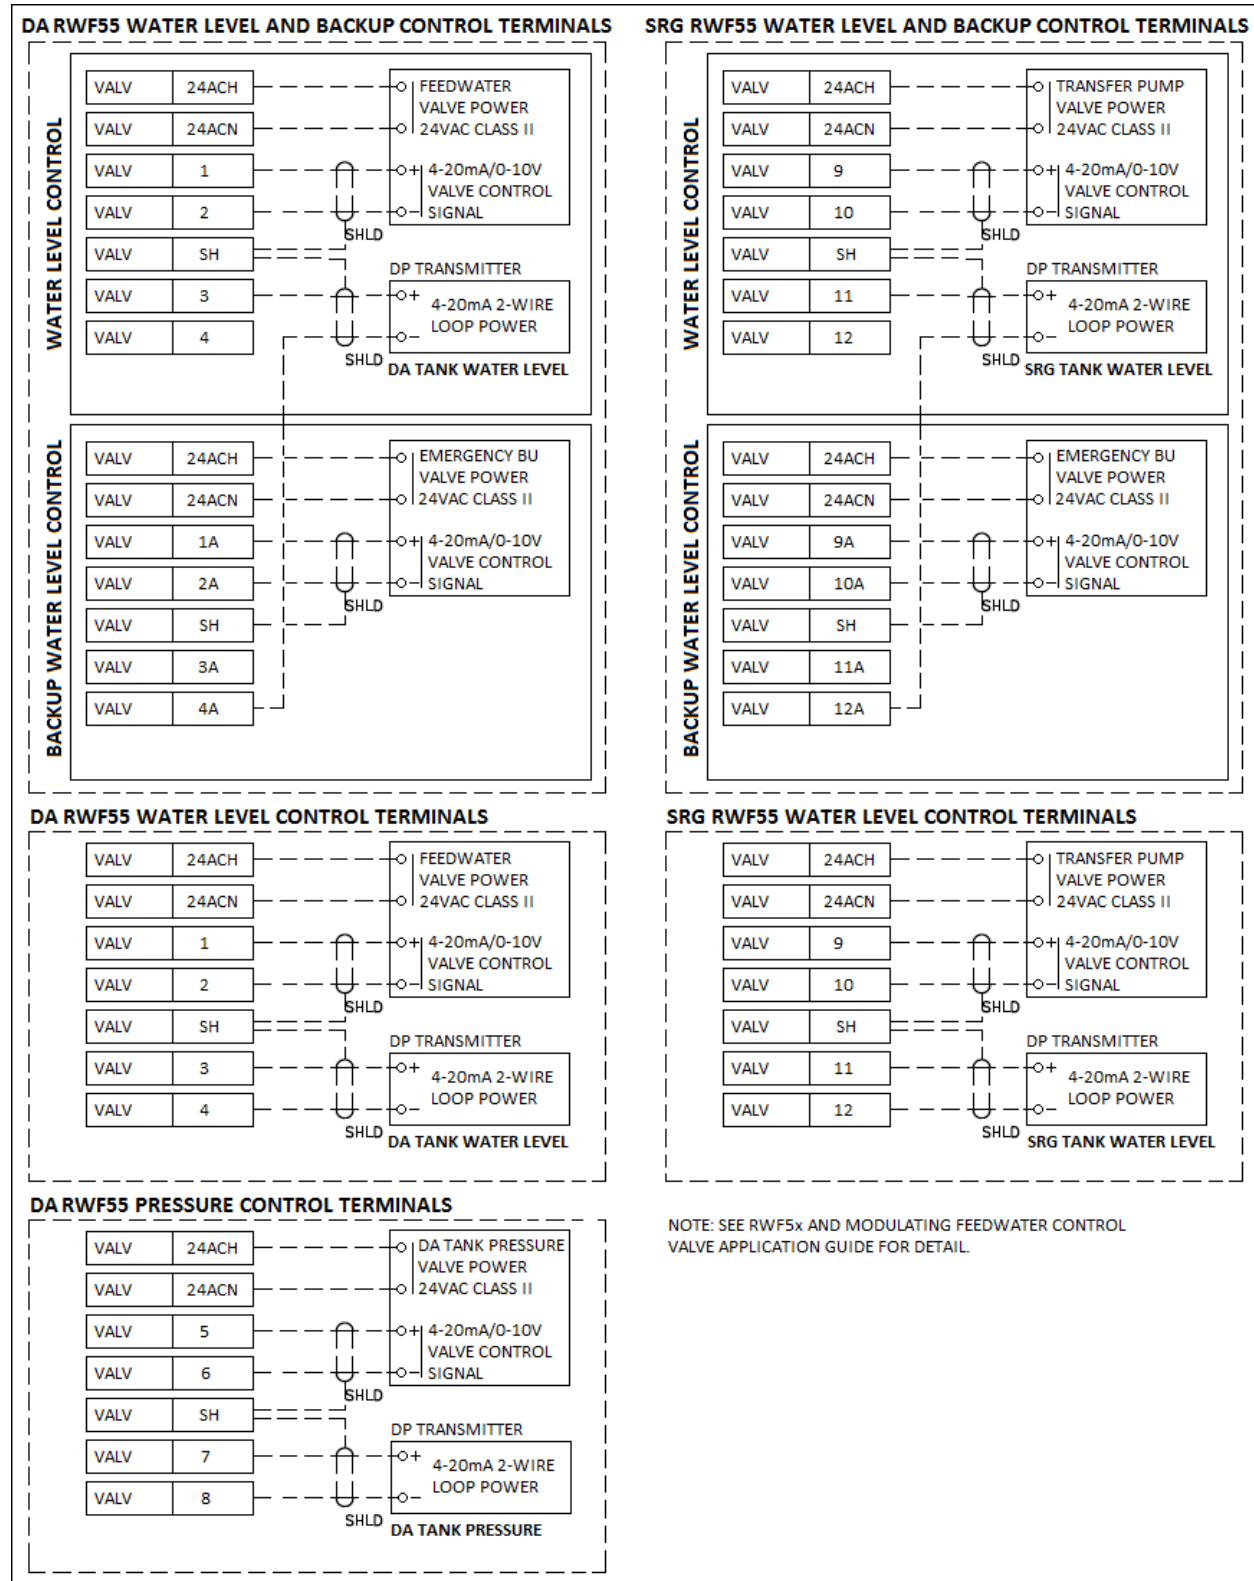 DA RWF55 WATER LEVEL AND BACKUP CONTROL TERMINALS
WATER LEVEL CONTROL
VALV 24ACH
VALV 24ACN
VALV 1
VALV 2
VALV SH
VALV 3
VALV 4
FEEDWATER
VALVE POWER
24VAC CLASS II
+ 4-20mA/0-10V
VALVE CONTROL
- SIGNAL
SHLD
DP TRANSMITTER
+ 4-20mA 2-WIRE
LOOP POWER
-
SHLD
DA TANK WATER LEVEL
BACKUP WATER LEVEL CONTROL
VALV 24ACH
VALV 24ACN
VALV 1A
VALV 2A
VALV SH
VALV 3A
VALV 4A
EMERGENCY BU
VALVE POWER
24VAC CLASS II
+ 4-20mA/0-10V
VALVE CONTROL
- SIGNAL
SHLD
SRG RWF55 WATER LEVEL AND BACKUP CONTROL TERMINALS
WATER LEVEL CONTROL
VALV 24ACH
VALV 24ACN
VALV 9
VALV 10
VALV SH
VALV 11
VALV 12
TRANSFER PUMP
VALVE POWER
24VAC CLASS II
+ 4-20mA/0-10V
VALVE CONTROL
- SIGNAL
SHLD
DP TRANSMITTER
+ 4-20mA 2-WIRE
LOOP POWER
-
SHLD
SRG TANK WATER LEVEL
BACKUP WATER LEVEL CONTROL
VALV 24ACH
VALV 24ACN
VALV 9A
VALV 10A
VALV SH
VALV 11A
VALV 12A
EMERGENCY BU
VALVE POWER
24VAC CLASS II
+ 4-20mA/0-10V
VALVE CONTROL
- SIGNAL
SHLD
DA RWF55 WATER LEVEL CONTROL TERMINALS
VALV 24ACH
VALV 24ACN
VALV 1
VALV 2
VALV SH
VALV 3
VALV 4
FEEDWATER
VALVE POWER
24VAC CLASS II
+ 4-20mA/0-10V
VALVE CONTROL
- SIGNAL
SHLD
DP TRANSMITTER
+ 4-20mA 2-WIRE
LOOP POWER
-
SHLD
DA TANK WATER LEVEL
SRG RWF55 WATER LEVEL CONTROL TERMINALS
VALV 24ACH
VALV 24ACN
VALV 9
VALV 10
VALV SH
VALV 11
VALV 12
TRANSFER PUMP
VALVE POWER
24VAC CLASS II
+ 4-20mA/0-10V
VALVE CONTROL
- SIGNAL
SHLD
DP TRANSMITTER
+ 4-20mA 2-WIRE
LOOP POWER
-
SHLD
SRG TANK WATER LEVEL
DA RWF55 PRESSURE CONTROL TERMINALS
VALV 24ACH
VALV 24ACN
VALV 5
VALV 6
VALV SH
VALV 7
VALV 8
DA TANK PRESSURE
VALVE POWER
24VAC CLASS II
+ 4-20mA/0-10V
VALVE CONTROL
- SIGNAL
SHLD
DP TRANSMITTER
+ 4-20mA 2-WIRE
LOOP POWER
-
SHLD
DA TANK PRESSURE
NOTE: SEE RWF5x AND MODULATING FEEDWATER CONTROL
VALVE APPLICATION GUIDE FOR DETAIL.